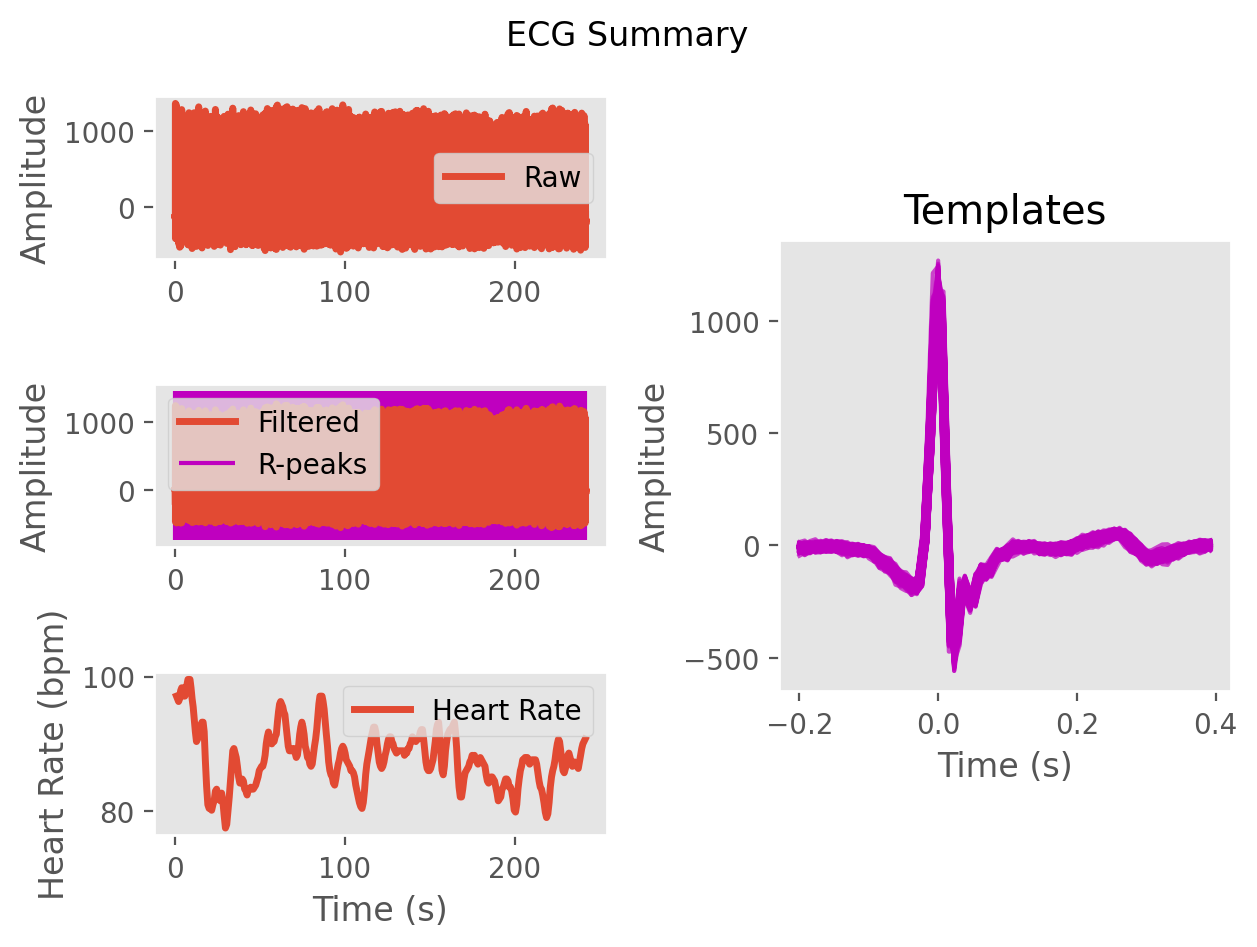 ECG Summary
Amplitude
1000
0
Raw
0
100
200
Amplitude
1000
0
Filtered
R-peaks
0
100
200
Heart Rate (bpm)
100
80
Heart Rate
0
100
200
Time (s)
Templates
Amplitude
1000
500
0
−500
−0.2
0.0
0.2
0.4
Time (s)